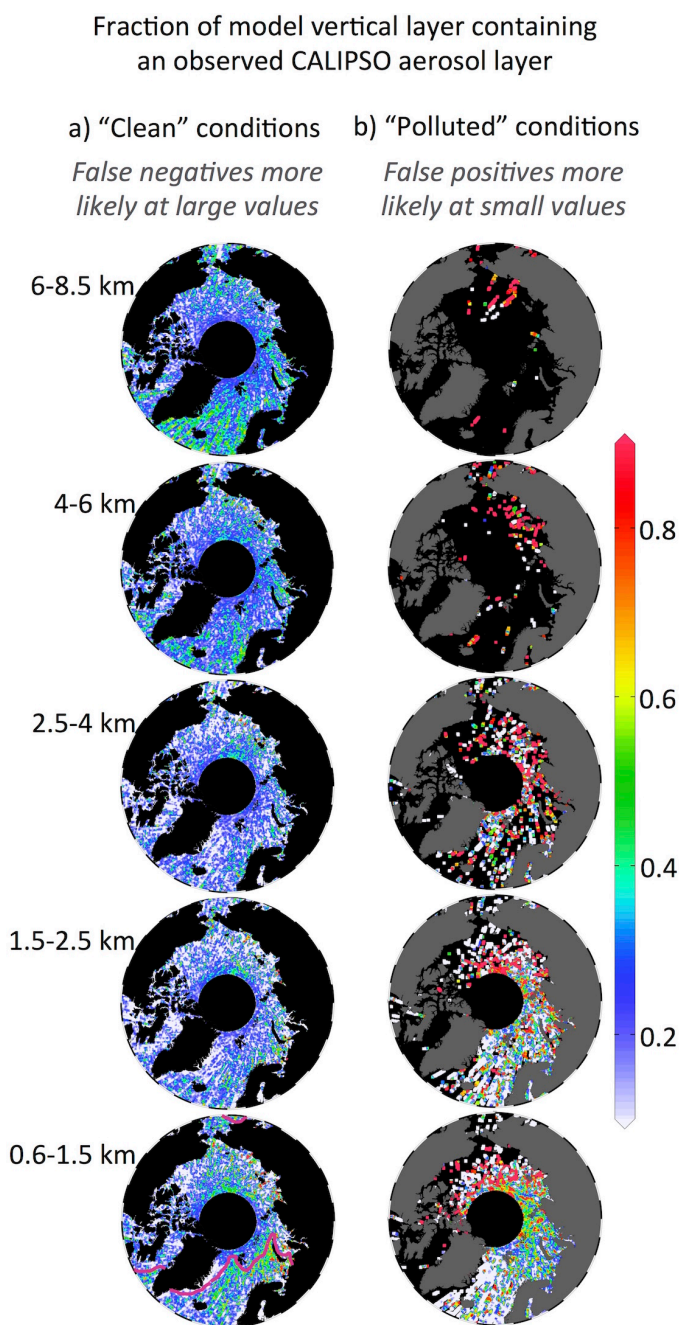 Fraction of model vertical layer containing
an observed CALIPSO aerosol layer
a) “Clean” conditions
b) “Polluted” conditions
False negatives more
likely at large values
False positives more
likely at small values
6-8.5 km
4-6 km
2.5-4 km
1.5-2.5 km
0.6-1.5 km
0.8
0.6
0.4
0.2